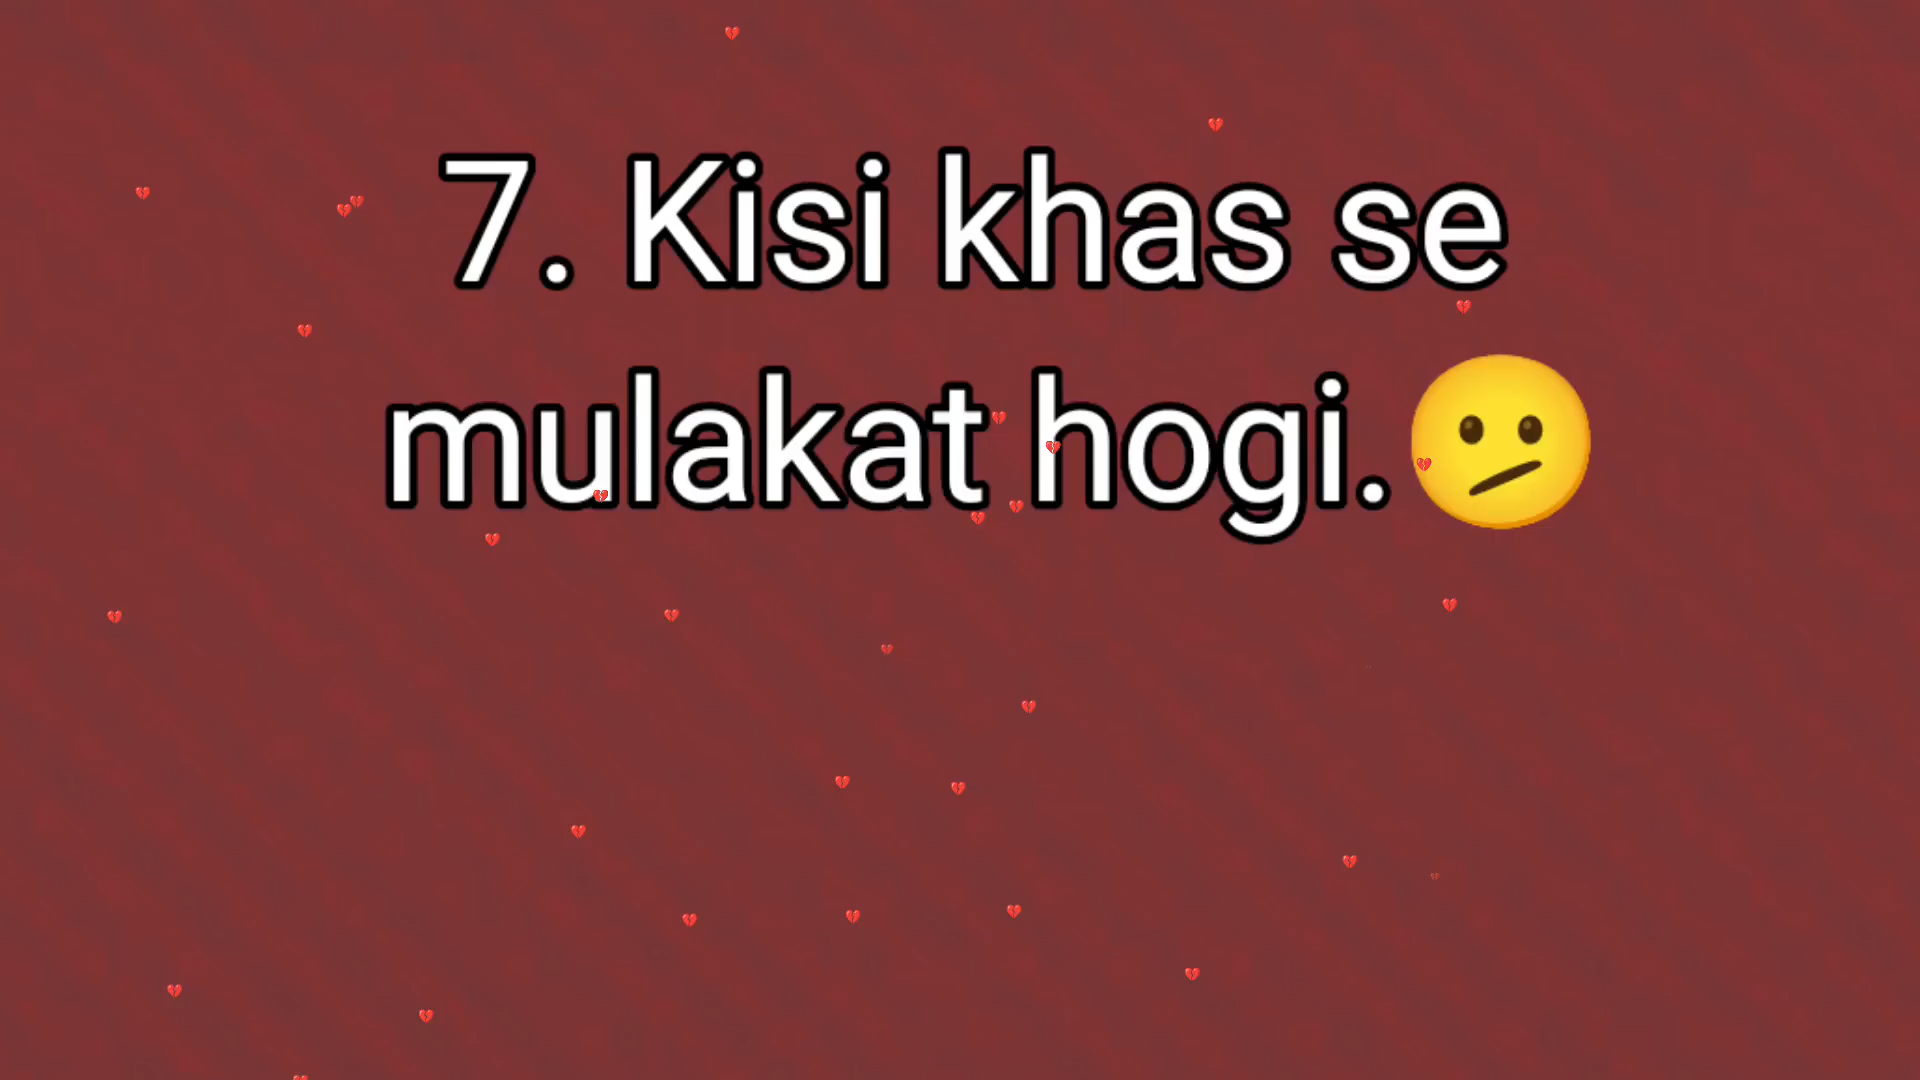 7. Kisi khas se
mulakat hogi.🫤